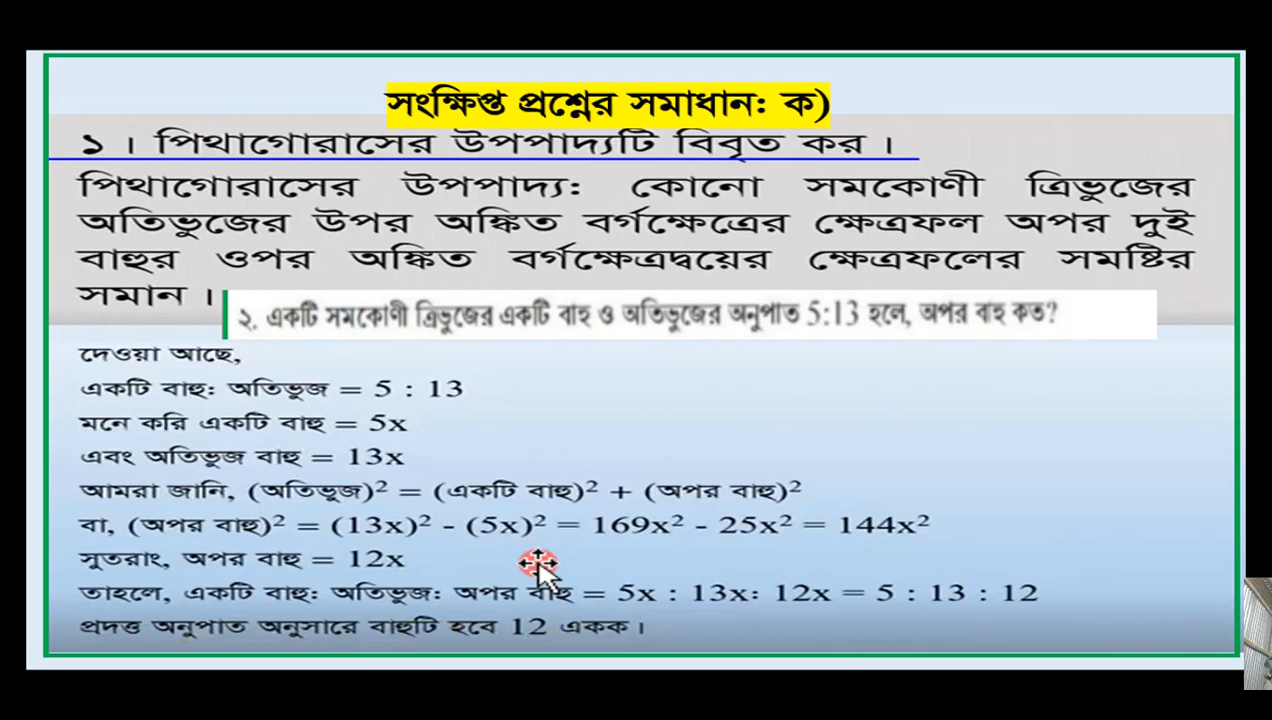 সংক্ষিপ্ত প্রশ্নের সমাধান: ক)
১। পিথাগোরাসের উপপাদ্যটি বিবৃত কর।
পিথাগোরাসের উপপাদ্য: কোনো সমকোণী ত্রিভুজের
অতিভুজের উপর অঙ্কিত বর্গক্ষেত্রের ক্ষেত্রফল অপর দুই
বাহুর ওপর অঙ্কিত বর্গক্ষেত্রদ্বয়ের ক্ষেত্রফলের সমষ্টির
সমান।
২. একটি সমকোণী ত্রিভুজের একটি বাহু ও অতিভুজের অনুপাত 5:13 হলে, অপর বাহু কত?
দেওয়া আছে,
একটি বাহু: অতিভুজ = 5 : 13
মনে করি একটি বাহু = 5x
এবং অতিভুজ বাহু = 13x
আমরা জানি, (অতিভুজ)² = (একটি বাহু)² + (অপর বাহু)²
বা, (অপর বাহু)² = (13x)² - (5x)² = 169x² - 25x² = 144x²
সুতরাং, অপর বাহু = 12x
তাহলে, একটি বাহু: অতিভুজ: অপর বাহু = 5x : 13x: 12x = 5 : 13 : 12
প্রদত্ত অনুপাত অনুসারে বাহুটি হবে 12 একক।